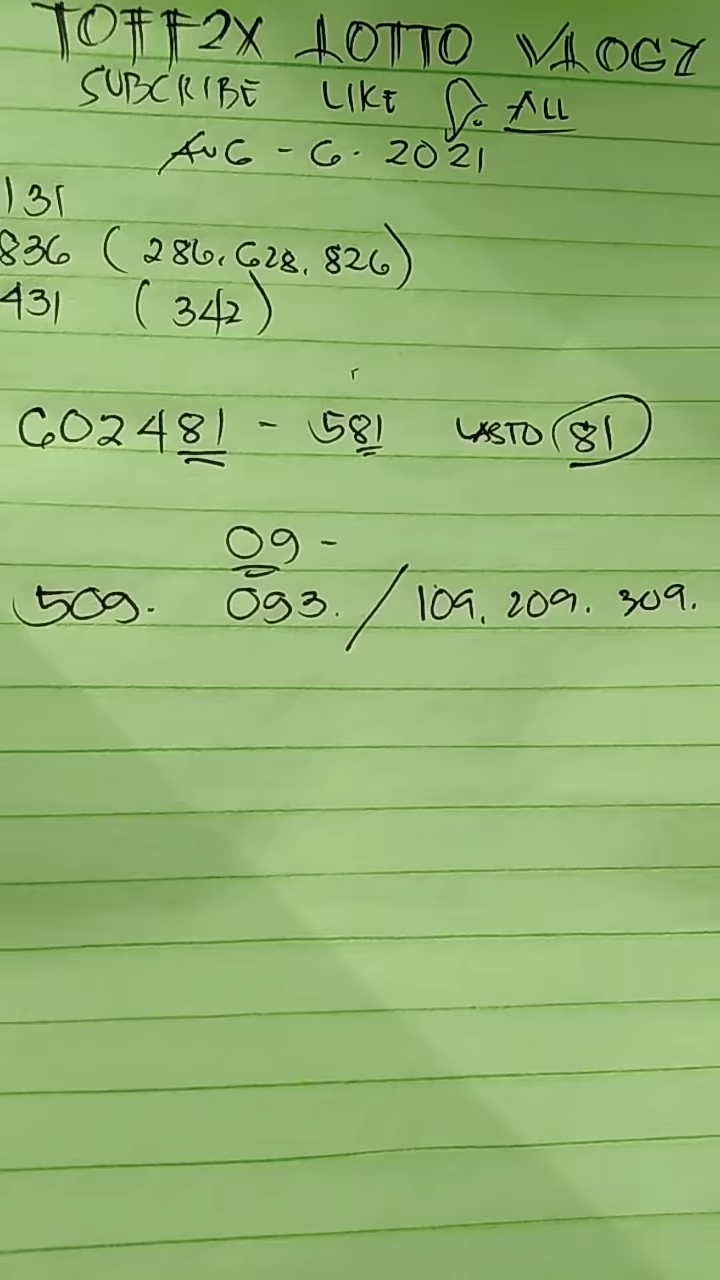 TOFF2X LOTTO VLOGZ
SUBCRIBE LIKE & ALL
AUG - 6 . 2021
131
836 ( 286, 628, 826)
431 ( 342 )
602481 - 581 LASTO (81)
09 -
509. 093. / 109, 209. 309.